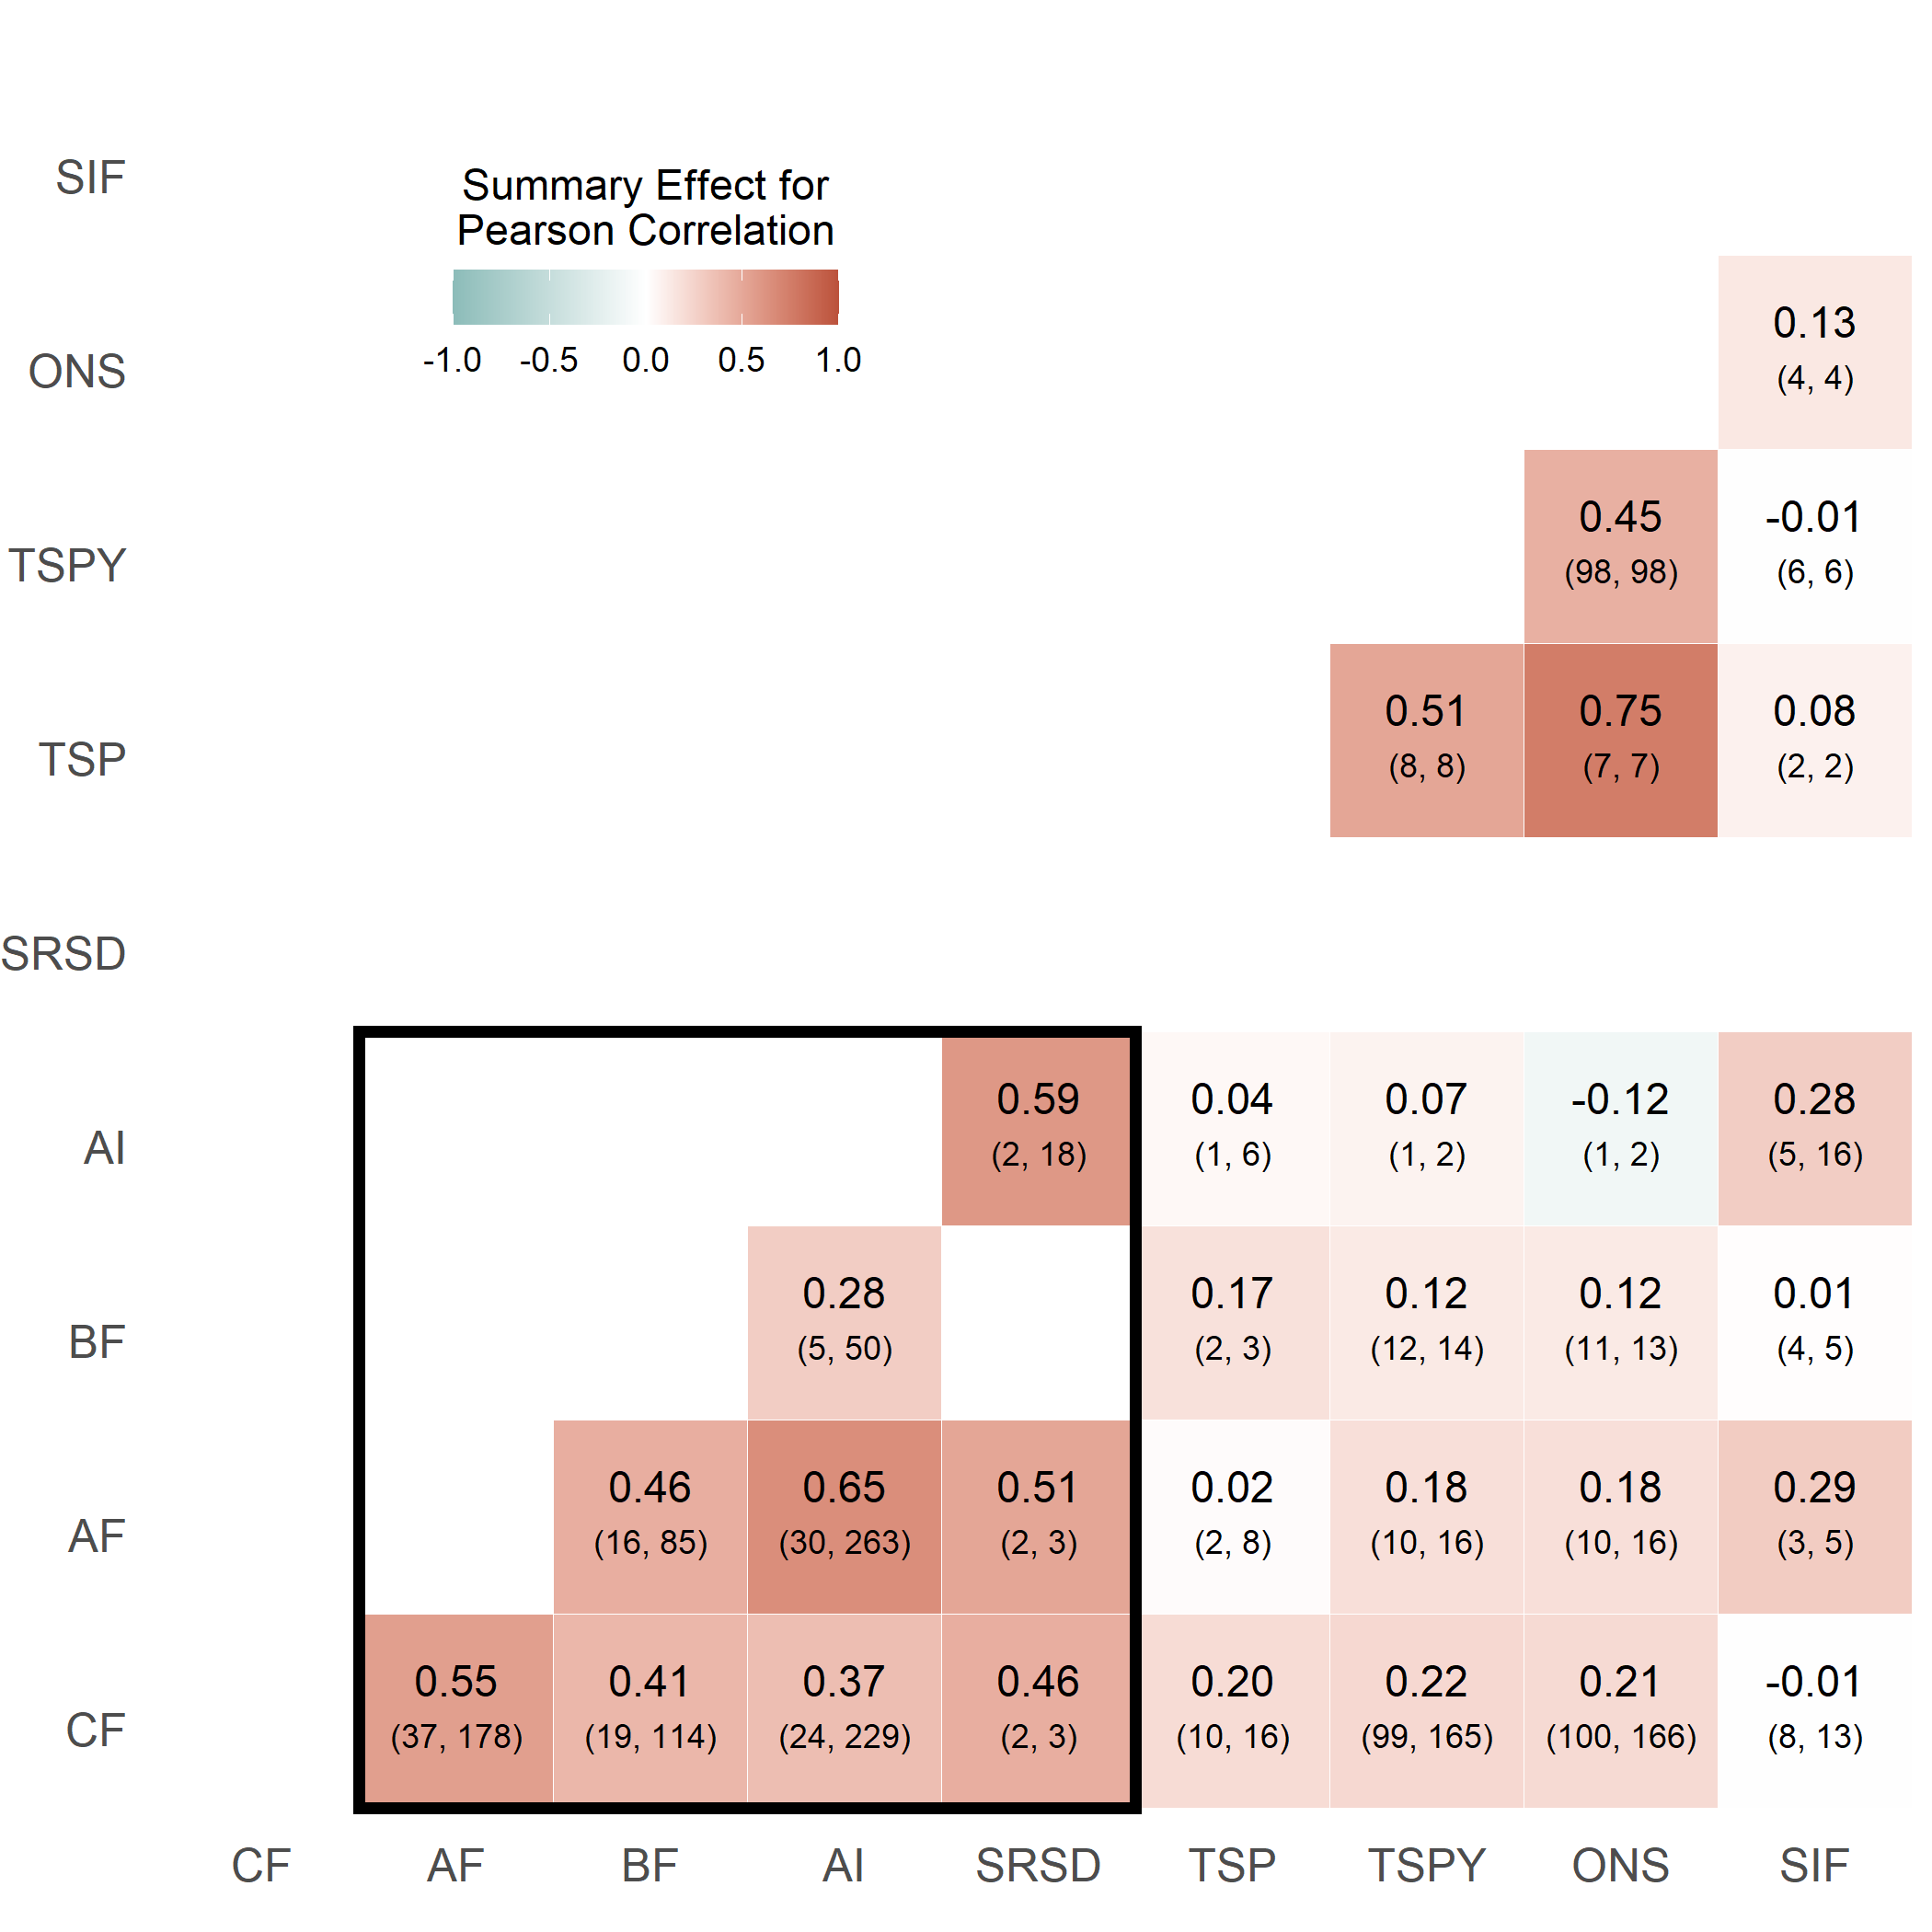 SIF
Summary Effect for
Pearson Correlation
-1.0 -0.5 0.0 0.5 1.0
ONS
0.13
(4, 4)
TSPY
0.45 -0.01
(98, 98) (6, 6)
TSP
0.51 0.75 0.08
(8, 8) (7, 7) (2, 2)
SRSD
AI
0.59 0.04 0.07 -0.12 0.28
(2, 18) (1, 6) (1, 2) (1, 2) (5, 16)
BF
0.28 0.17 0.12 0.12 0.01
(5, 50) (2, 3) (12, 14) (11, 13) (4, 5)
AF
0.46 0.65 0.51 0.02 0.18 0.18 0.29
(16, 85) (30, 263) (2, 3) (2, 8) (10, 16) (10, 16) (3, 5)
CF
0.55 0.41 0.37 0.46 0.20 0.22 0.21 -0.01
(37, 178) (19, 114) (24, 229) (2, 3) (10, 16) (99, 165) (100, 166) (8, 13)
CF AF BF AI SRSD TSP TSPY ONS SIF